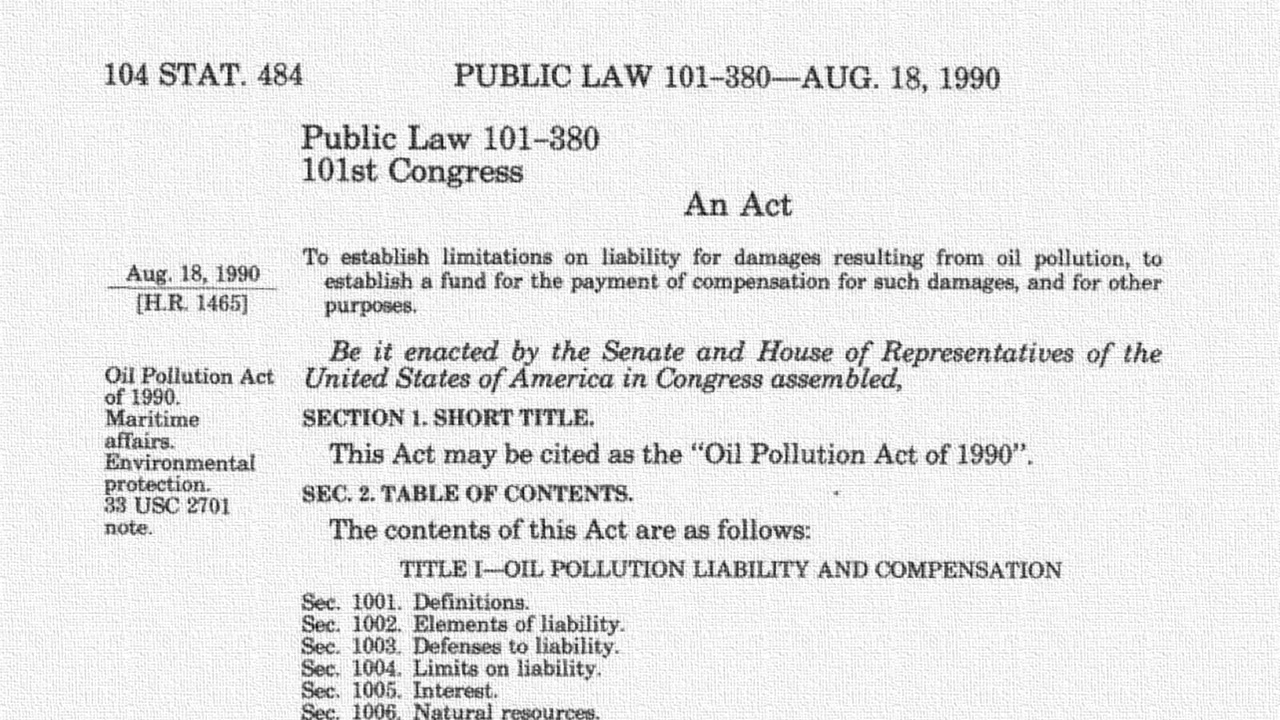 104 STAT. 484 PUBLIC LAW 101–380—AUG. 18, 1990
Public Law 101–380
101st Congress
An Act
Aug. 18, 1990
[H.R. 1465]
To establish limitations on liability for damages resulting from oil pollution, to
establish a fund for the payment of compensation for such damages, and for other
purposes.
Be it enacted by the Senate and House of Representatives of the
United States of America in Congress assembled,
Oil Pollution Act
of 1990.
Maritime
affairs.
Environmental
protection.
33 USC 2701
note.
SECTION 1. SHORT TITLE.
This Act may be cited as the “Oil Pollution Act of 1990”.
SEC. 2. TABLE OF CONTENTS.
The contents of this Act are as follows:
TITLE I—OIL POLLUTION LIABILITY AND COMPENSATION
Sec. 1001. Definitions.
Sec. 1002. Elements of liability.
Sec. 1003. Defenses to liability.
Sec. 1004. Limits on liability.
Sec. 1005. Interest.
Sec. 1006. Natural resources.